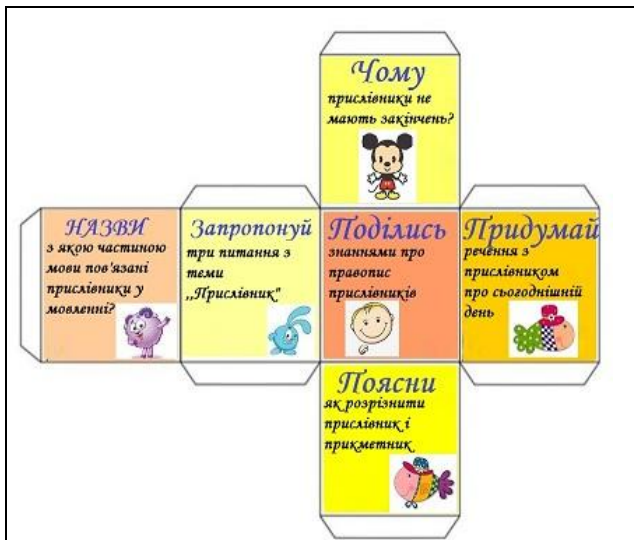 Чому
прислівники не
мають закінчень?
НАЗВИ
з якою частиною
мови пов'язані
прислівники у
мовленні?
Запропонуй
три питання з
теми
,,Прислівник"
Поділись
знаннями про
правопис
прислівників
Придумай
речення з
прислівником
про сьогоднішній
день
Поясни
як розрізнити
прислівник і
прикметник